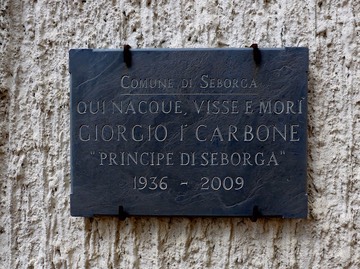 COMUNE DI SEBORGA
QUI NACQUE, VISSE E MORÌ
GIORGIO I° CARBONE
"PRINCIPE DI SEBORGA"
1936 - 2009